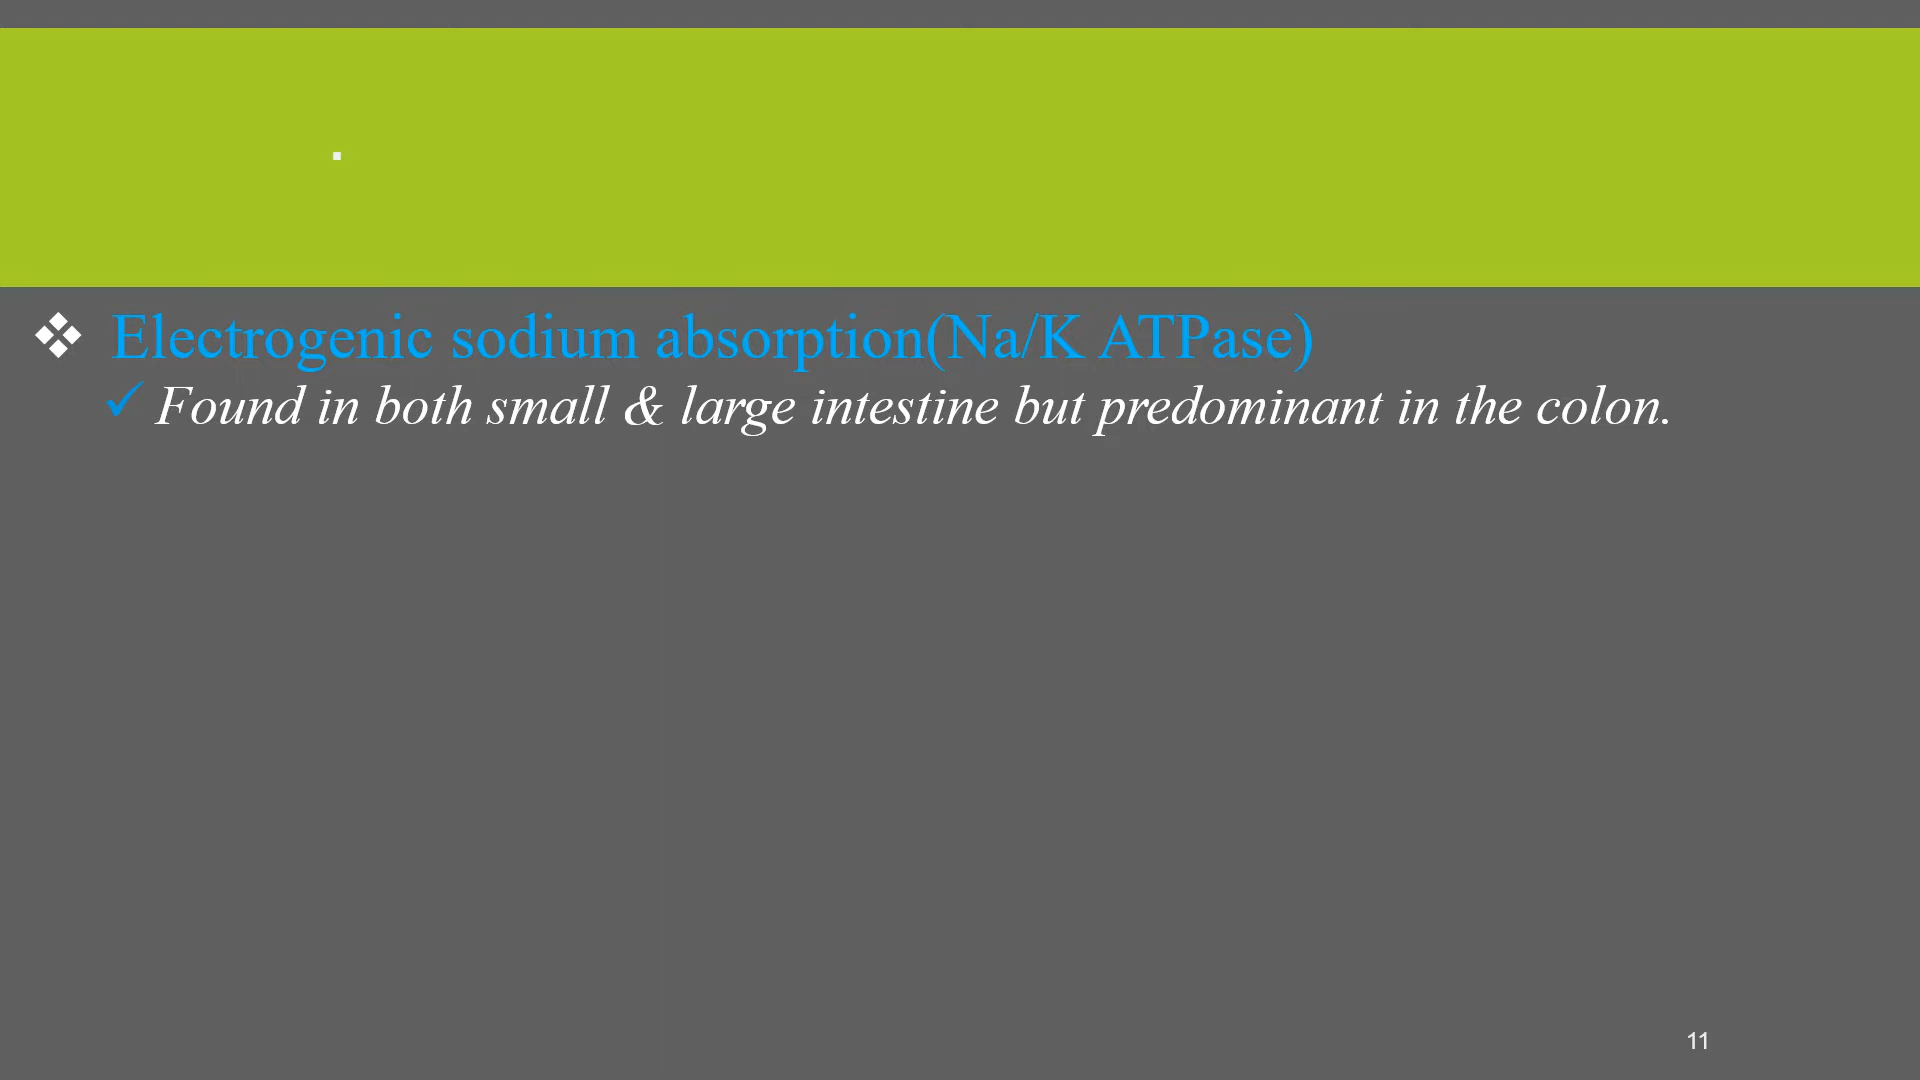 .
❖ Electrogenic sodium absorption(Na/K ATPase)
✓ Found in both small & large intestine but predominant in the colon.
11